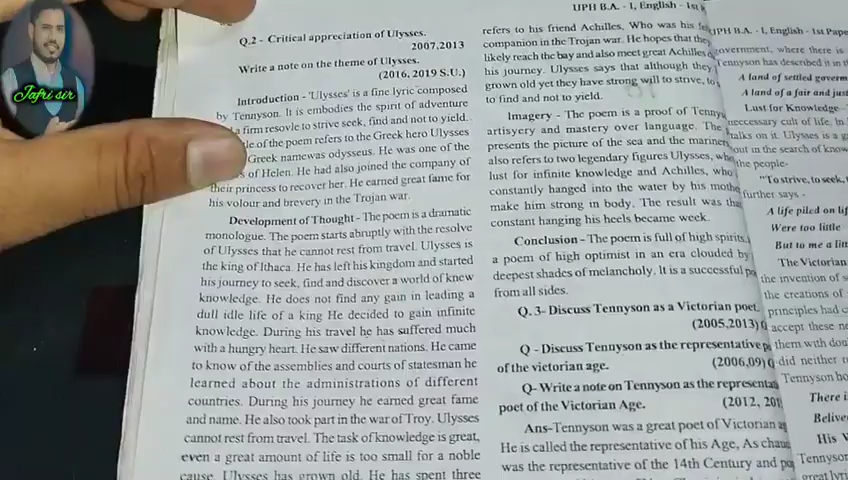 Jafri sir
Q.2 - Critical appreciation of Ulysses.
2007,2013
Write a note on the theme of Ulysses.
(2016, 2019 S.U.)
Introduction - 'Ulysses' is a fine lyric composed
by Tennyson. It is embodies the spirit of adventure
a firm resovle to strive seek, find and not to yield.
of the poem refers to the Greek hero Ulysses
Greek namewas odysseus. He was one of the
of Helen. He had also joined the company of
their princess to recover her. He earned great fame for
his volour and brevery in the Trojan war.
Development of Thought - The poem is a dramatic
monologue. The poem starts abruptly with the resolve
of Ulysses that he cannot rest from travel. Ulysses is
the king of Ithaca. He has left his kingdom and started
his journey to seek, find and discover a world of knew
knowledge. He does not find any gain in leading a
dull idle life of a king He decided to gain infinite
knowledge. During his travel he has suffered much
with a hungry heart. He saw different nations. He came
to know of the assemblies and courts of statesman he
learned about the administrations of different
countries. During his journey he earned great fame
and name. He also took part in the war of Troy. Ulysses
cannot rest from travel. The task of knowledge is great,
even a great amount of life is too small for a noble
cause. Ulysses has grown old. He has spent three
UPH B.A. - I, English - 1st
refers to his friend Achilles, Who was his
companion in the Trojan war. He hopes that they
likely reach the bay and also meet great Achilles
his journey. Ulysses says that although they
grown old yet they have strong will to strive, to
to find and not to yield.
Imagery - The poem is a proof of
artisyery and mastery over language. The
presents the picture of the sea and the
also refers to two legendary figures Ulysses,
lust for infinite knowledge and Achilles, who
constantly hanged into the water by his
make him strong in body. The result was
constant hanging his heels became week.
Conclusion - The poem is full of high spirits,
a poem of high optimist in an era clouded by
deepest shades of melancholy. It is a successful
from all sides.
Q. 3- Discuss Tennyson as a Victorian poet.
(2005,2013)
Q - Discuss Tennyson as the representative
of the victorian age.
(2006,09)
Q- Write a note on Tennyson as the
poet of the Victorian Age.
(2012,
Ans-Tennyson was a great poet of Victorian
He is called the representative of his Age, As
was the representative of the 14th Century and
UPH B.A. - I, English - 1st Pape
government, where there is
Tennyson has described it in
A land of settled
A land of a fair and just
Lust for Knowledge -
neccessary cult of life, In
talks on it. Ulysses is a
out in the search of know
the people-
"To strive, to seek,
further says -
A life piled on
Were too little
But to me a
The Victorian
the invention of
the creations of
principles had
accept these
them with
did neither
Tennyson
There
His
Tennyson